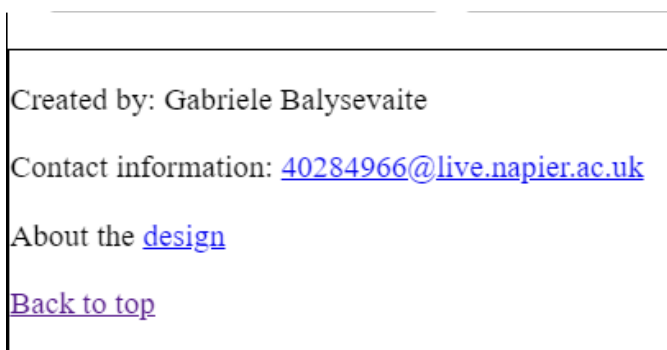 Created by: Gabriele Balysevaite
Contact information: 40284966@live.napier.ac.uk
About the design
Back to top